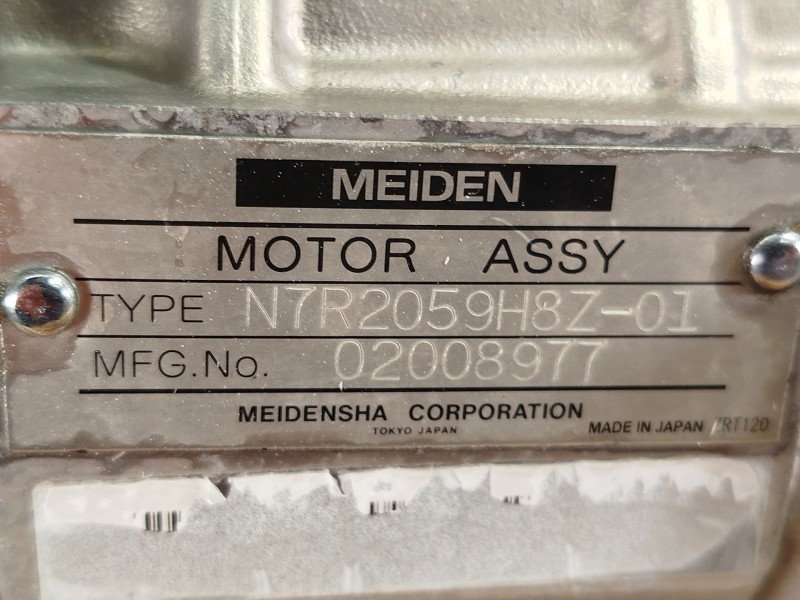 MEIDEN
MOTOR ASSY
TYPE N7R2059H8Z-01
MFG.No. 02008977
MEIDENSHA CORPORATION
TOKYO JAPAN
MADE IN JAPAN ZRT120